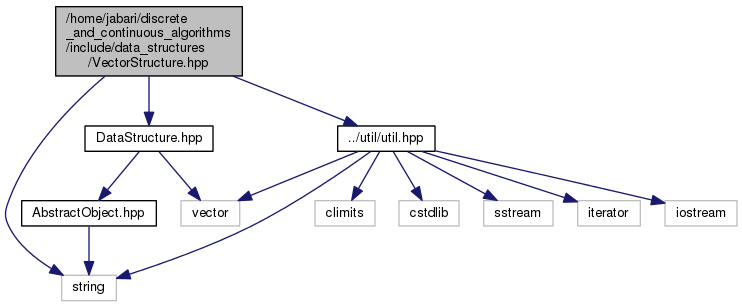 /home/jabari/discrete
_and_continuous_algorithms
/include/data_structures
/VectorStructure.hpp
DataStructure.hpp
../util/util.hpp
AbstractObject.hpp
vector
climits
cstdlib
sstream
iterator
iostream
string